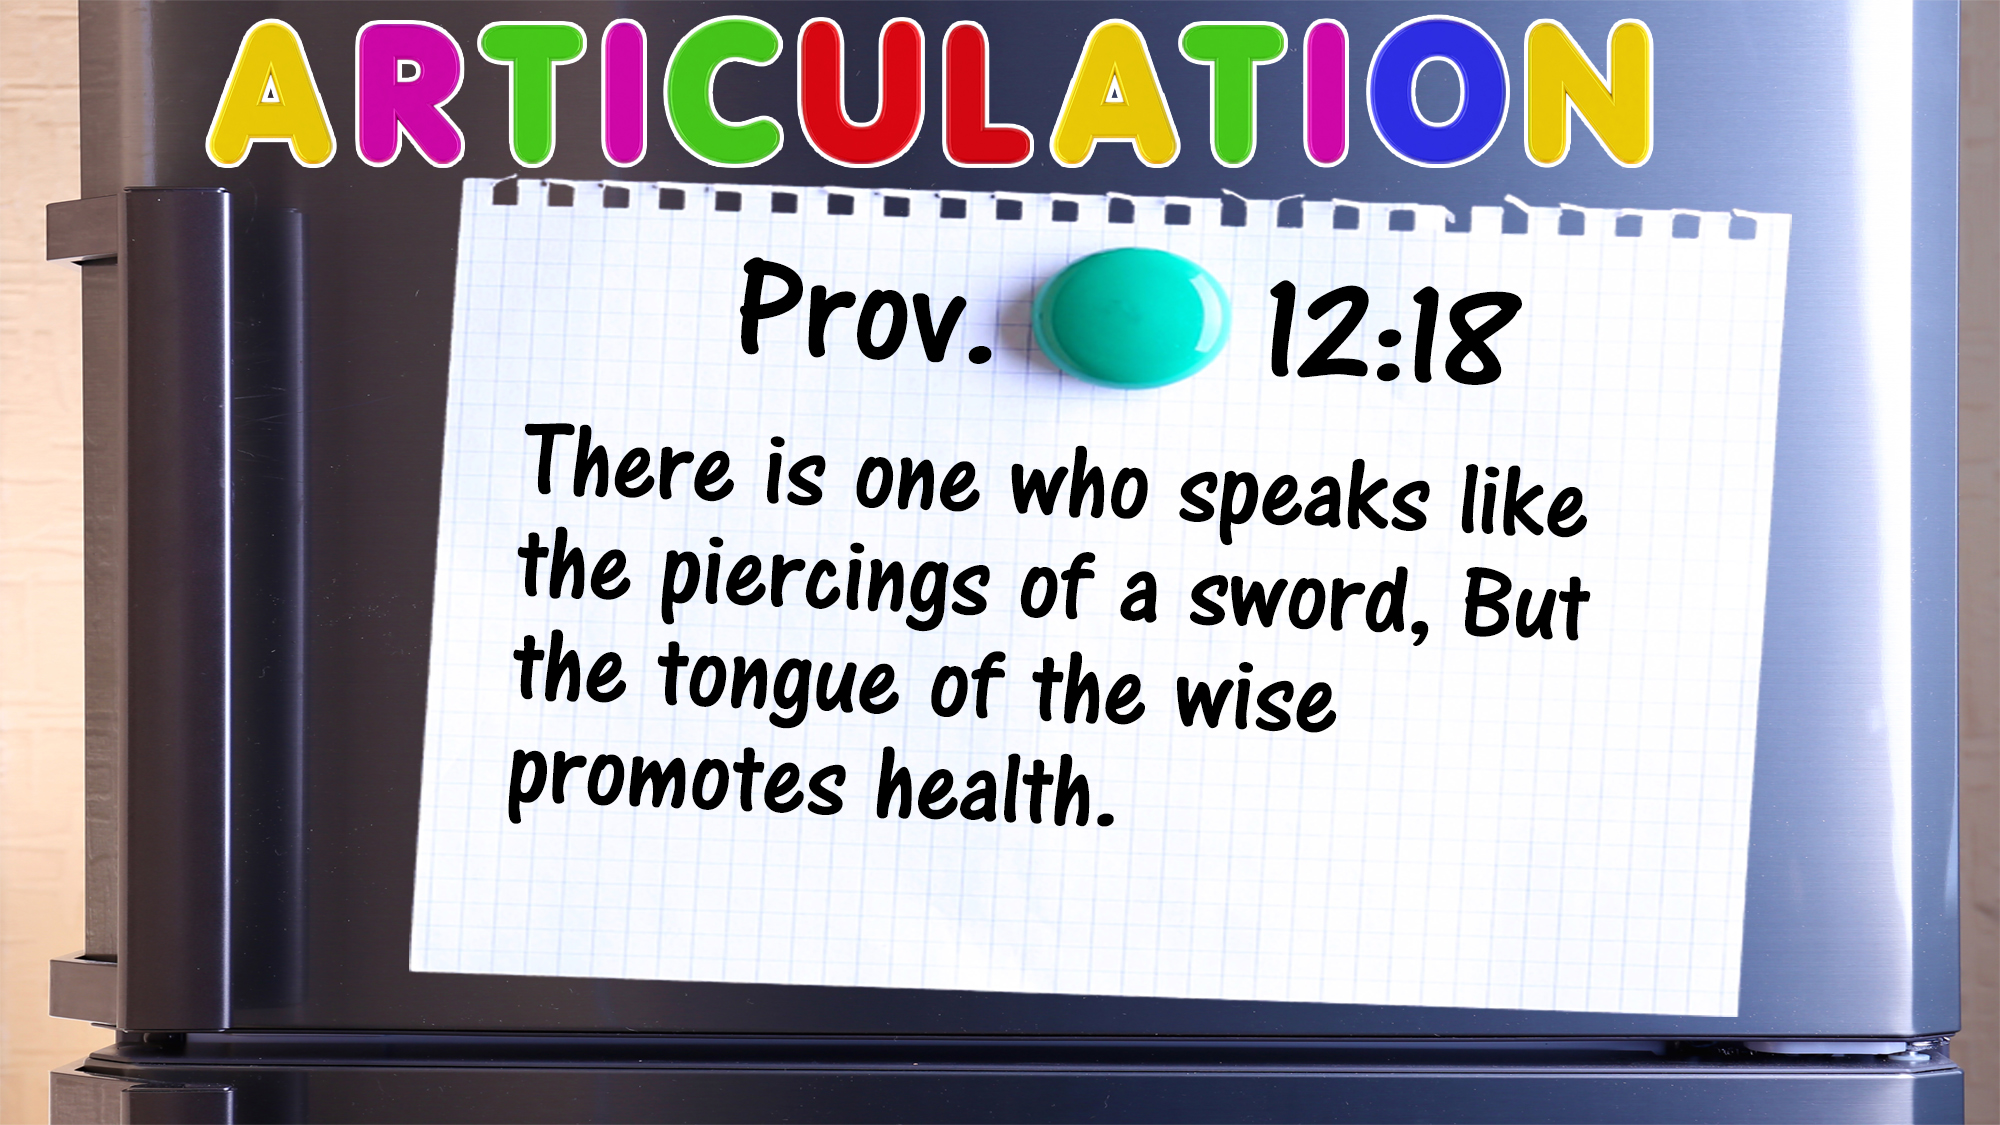 ARTICULATION
Prov. 12:18
There is one who speaks like
the piercings of a sword, But
the tongue of the wise
promotes health.